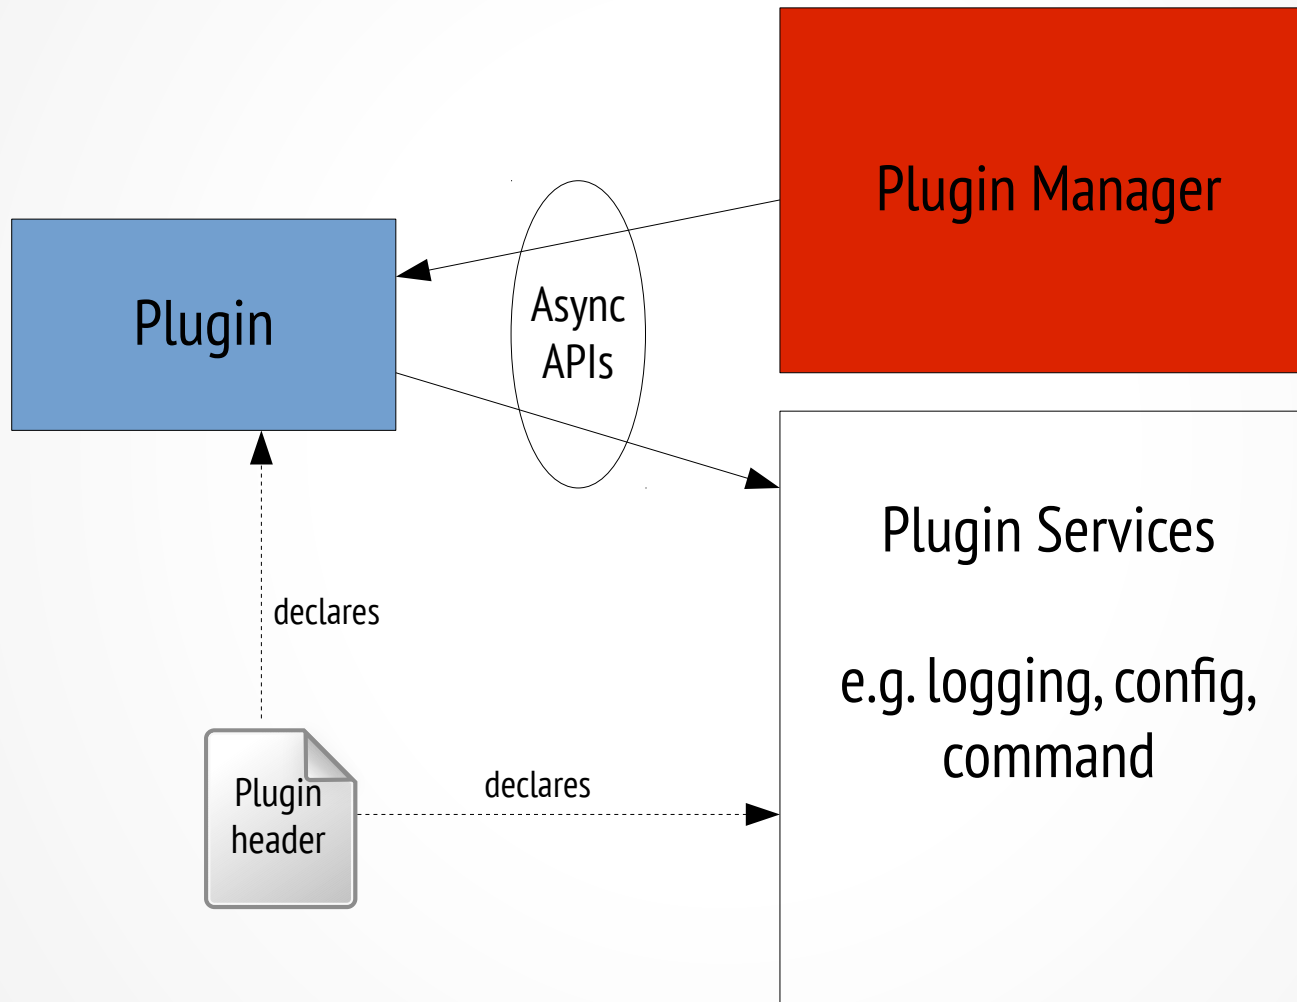 Plugin Manager
Plugin
Async
APIs
Plugin Services
e.g. logging, config,
command
declares
declares
Plugin
header